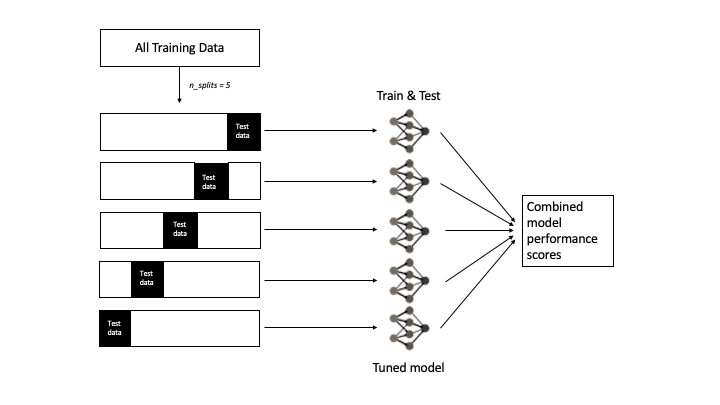 All Training Data
n_splits = 5
Train & Test
Test
data
Test
data
Test
data
Test
data
Test
data
Combined
model
performance
scores
Tuned model